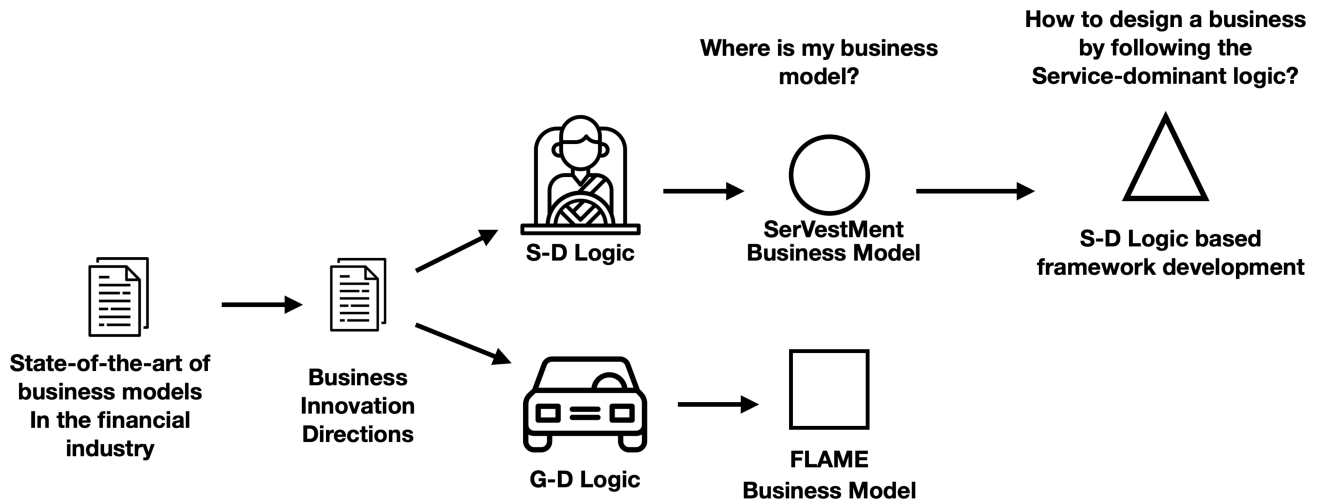 State-of-the-art of
business models
In the financial
industry
Business
Innovation
Directions
S-D Logic
G-D Logic
Where is my business
model?
SerVestMent
Business Model
FLAME
Business Model
How to design a business
by following the
Service-dominant logic?
S-D Logic based
framework development